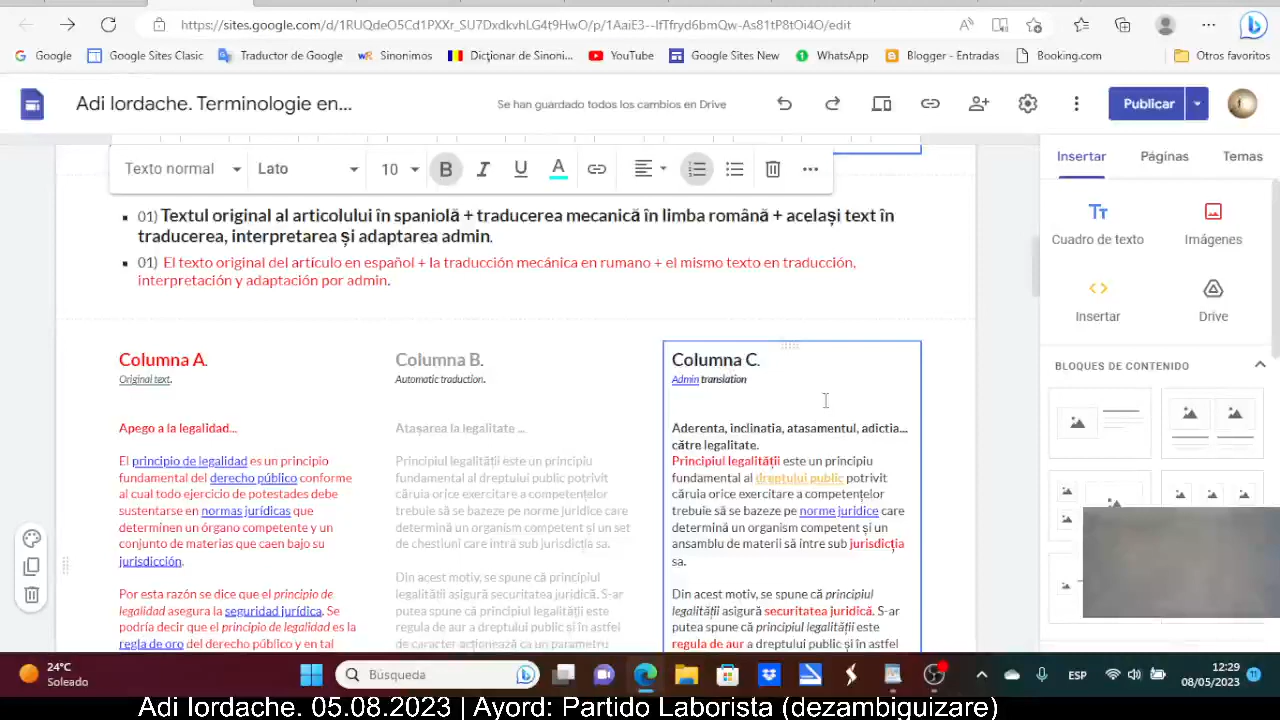 https://sites.google.com/d/1RUQdeO5Cd1PXXr_SU7DxdkvhLG4t9HwO/p/1AaiE3--IfTfryd6bmQw-As81tP8tOi4O/edit
Google Google Sites Clasic Traductor de Google Sinonimos Dicţionar de Sinoni... YouTube Google Sites New WhatsApp Blogger - Entradas Booking.com Otros favoritos
Adi Iordache. Terminologie en... Se han guardado todos los cambios en Drive Publicar
Insertar Páginas Temas
Texto normal Lato 10 B I U A
01) Textul original al articolului în spaniolă + traducerea mecanică în limba română + același text în
traducerea, interpretarea și adaptarea admin.
01) El texto original del artículo en español + la traducción mecánica en rumano + el mismo texto en traducción,
interpretación y adaptación por admin.
Cuadro de texto Imágenes
Insertar Drive
BLOQUES DE CONTENIDO
Columna A.
Original text.
Apego a la legalidad...
El principio de legalidad es un principio
fundamental del derecho público conforme
al cual todo ejercicio de potestades debe
sustentarse en normas jurídicas que
determinen un órgano competente y un
conjunto de materias que caen bajo su
jurisdicción.
Por esta razón se dice que el principio de
legalidad asegura la seguridad jurídica. Se
podría decir que el principio de legalidad es la
regla de oro del derecho público y en tal
Columna B.
Automatic traduction.
Atașarea la legalitate ...
Principiul legalității este un principiu
fundamental al dreptului public potrivit
căruia orice exercitare a competențelor
trebuie să se bazeze pe norme juridice care
determină un organism competent și un set
de chestiuni care intră sub jurisdicția sa.
Din acest motiv, se spune că principiul
legalității asigură securitatea juridică. S-ar
putea spune că principiul legalității este
regula de aur a dreptului public și în astfel
de caracter acționează ca un parametru
Columna C.
Admin translation
Aderenta, inclinatia, atasamentul, adictia...
către legalitate.
Principiul legalității este un principiu
fundamental al dreptului public potrivit
căruia orice exercitare a competențelor
trebuie să se bazeze pe norme juridice care
determină un organism competent și un
ansamblu de materii să intre sub jurisdicția
sa.
Din acest motiv, se spune că principiul
legalității asigură securitatea juridică. S-ar
putea spune că principiul legalității este
regula de aur a dreptului public și în astfel
24°C
Soleado
Búsqueda
ESP
12:29
08/05/2023
Adi Iordache. 05.08.2023 | Ayord: Partido Laborista (dezambiguizare)